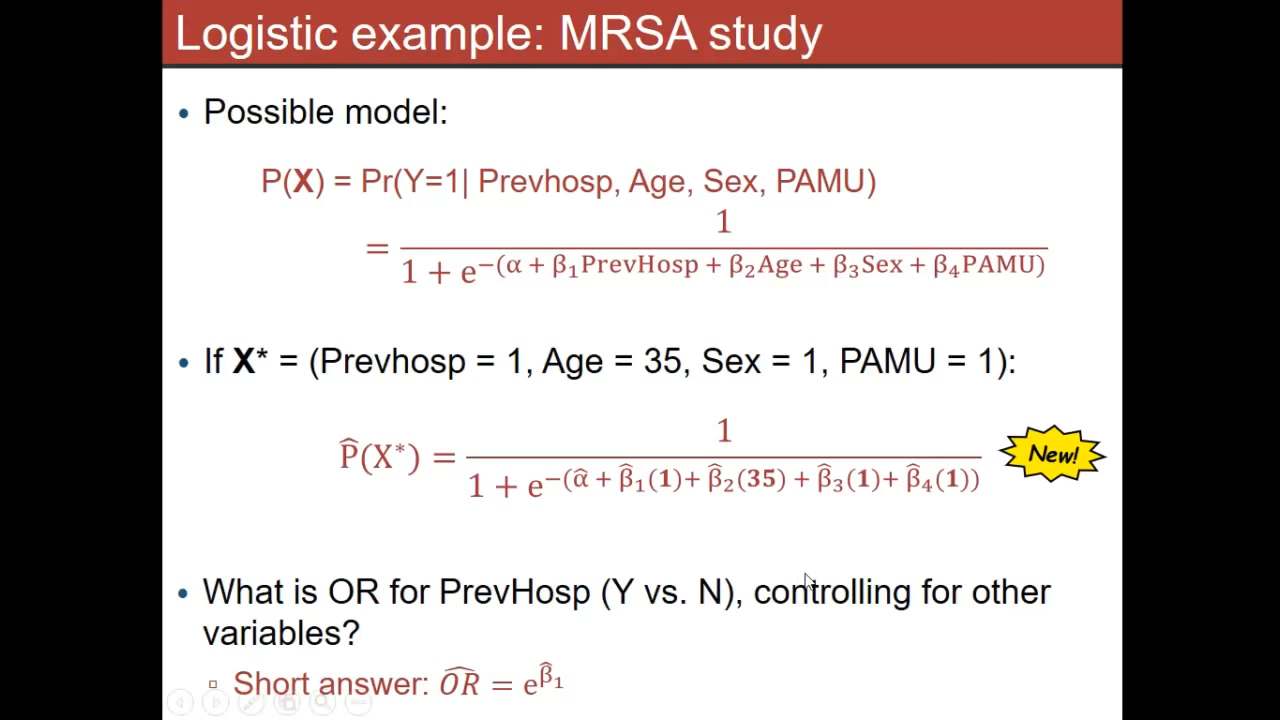 Logistic example: MRSA study
• Possible model:
P(X) = Pr(Y=1| Prevhosp, Age, Sex, PAMU)
= 1 / (1 + e^−(α + β₁PrevHosp + β₂Age + β₃Sex + β₄PAMU))
• If X* = (Prevhosp = 1, Age = 35, Sex = 1, PAMU = 1):
P̂(X*) = 1 / (1 + e^−(α̂ + β̂₁(1)+ β̂₂(35) + β̂₃(1)+ β̂₄(1)))
New!
• What is OR for PrevHosp (Y vs. N), controlling for other
variables?
▫ Short answer: ÔR̂ = e^β̂₁